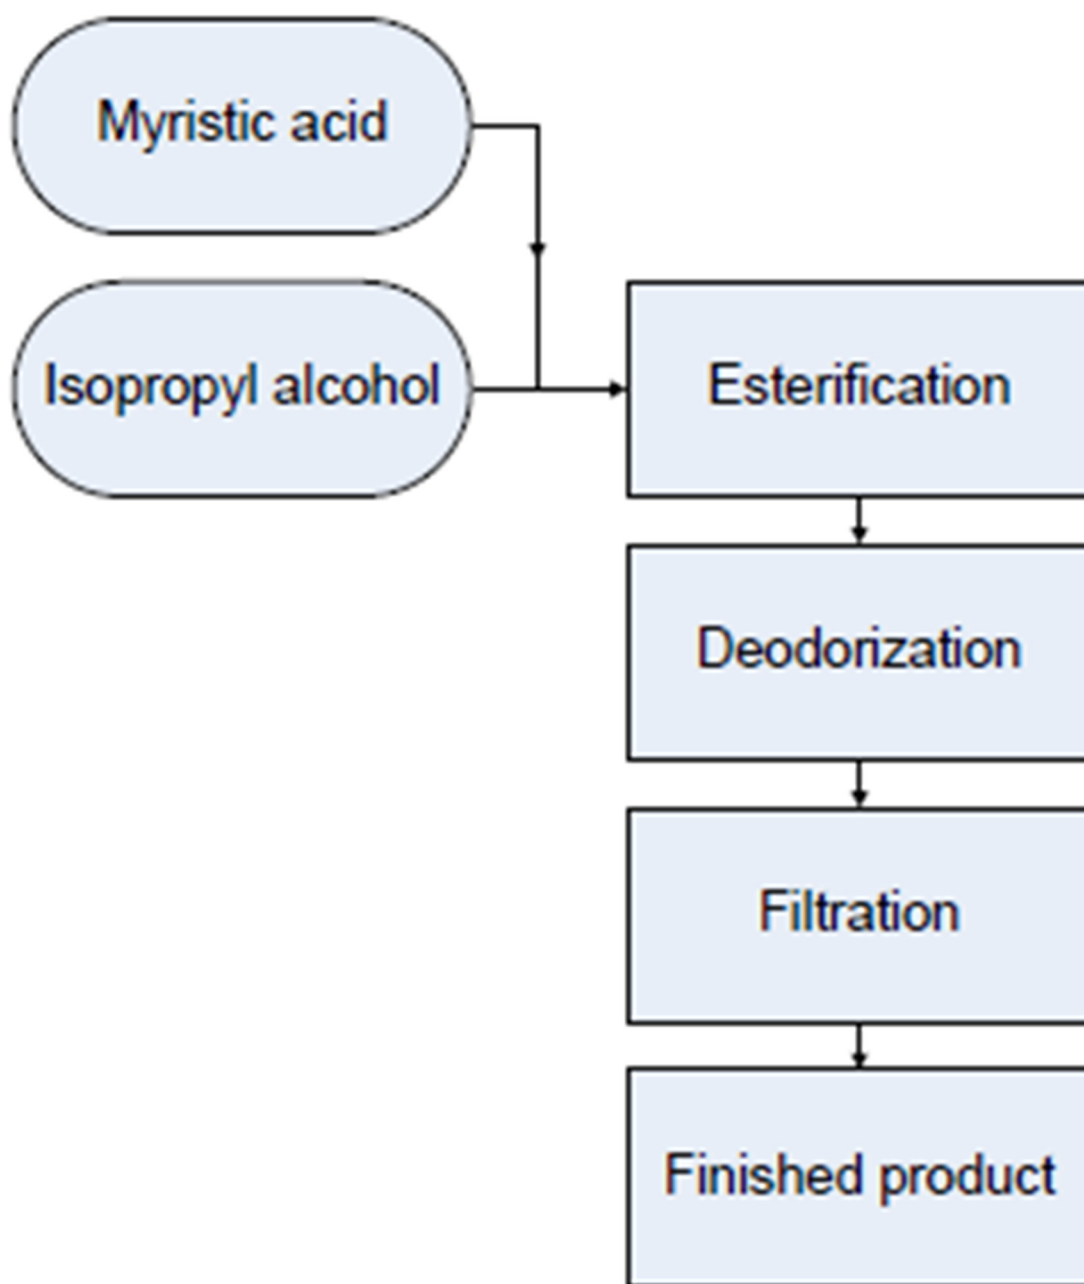 Myristic acid
Isopropyl alcohol
Esterification
Deodorization
Filtration
Finished product